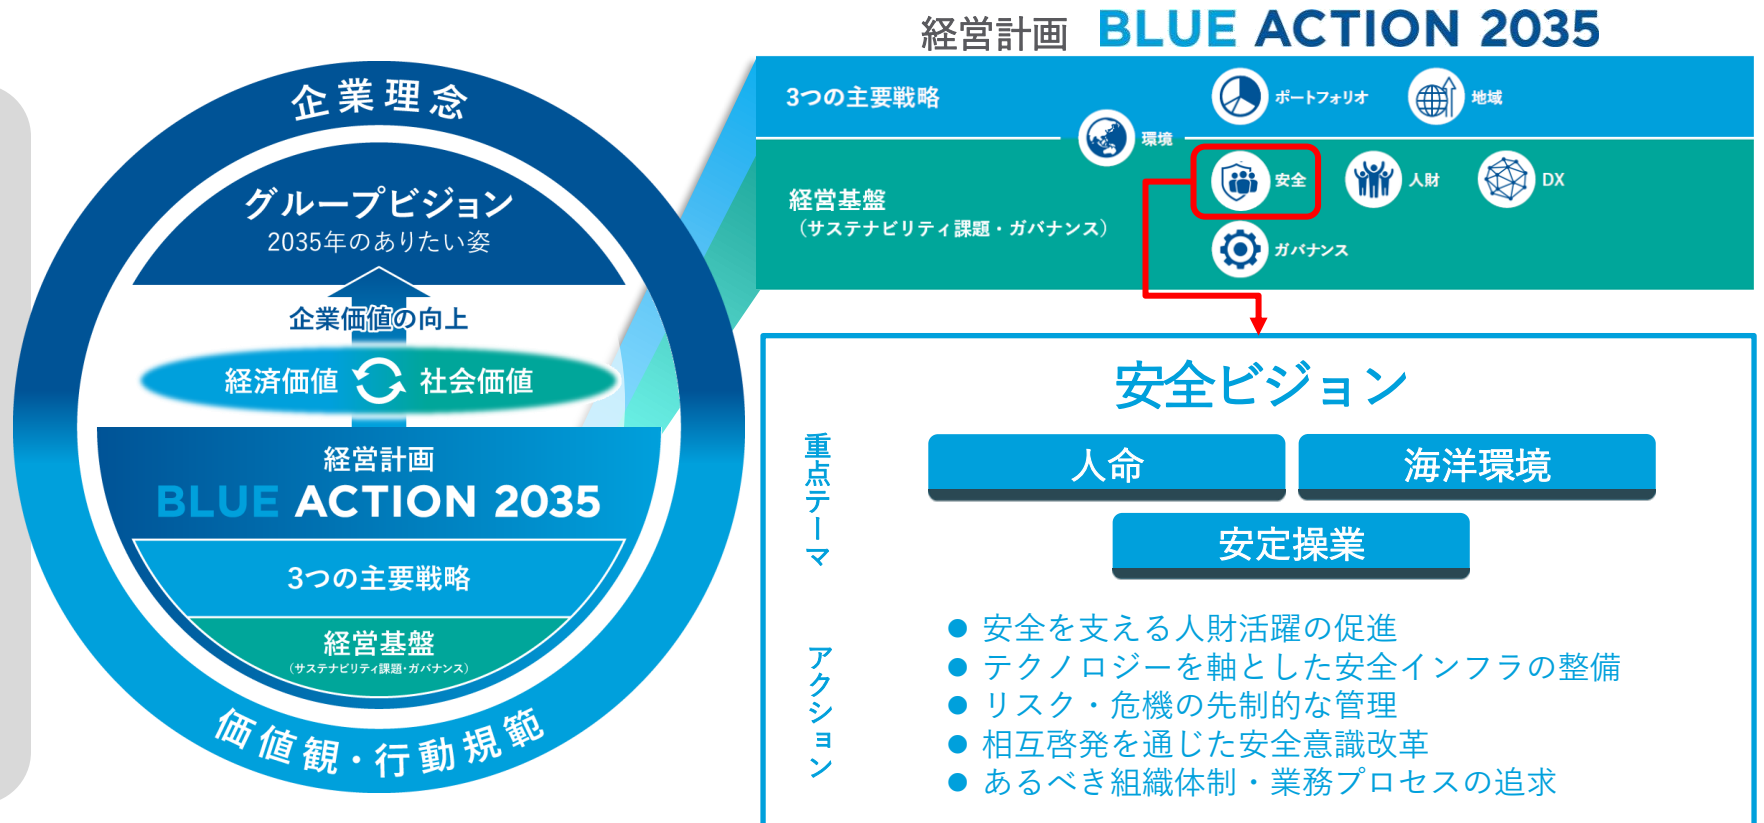 経営計画 BLUE ACTION 2035
企業理念
グループビジョン
2035年のありたい姿
企業価値の向上
経済価値 社会価値
経営計画
BLUE ACTION 2035
3つの主要戦略
経営基盤
(サステナビリティ課題・ガバナンス)
価値観・行動規範
3つの主要戦略
ポートフォリオ
地域
環境
経営基盤
(サステナビリティ課題・ガバナンス)
安全
人財
DX
ガバナンス
安全ビジョン
重点テーマ
人命
海洋環境
安定操業
アクション
● 安全を支える人財活躍の促進
● テクノロジーを軸とした安全インフラの整備
● リスク・危機の先制的な管理
● 相互啓発を通じた安全意識改革
● あるべき組織体制・業務プロセスの追求